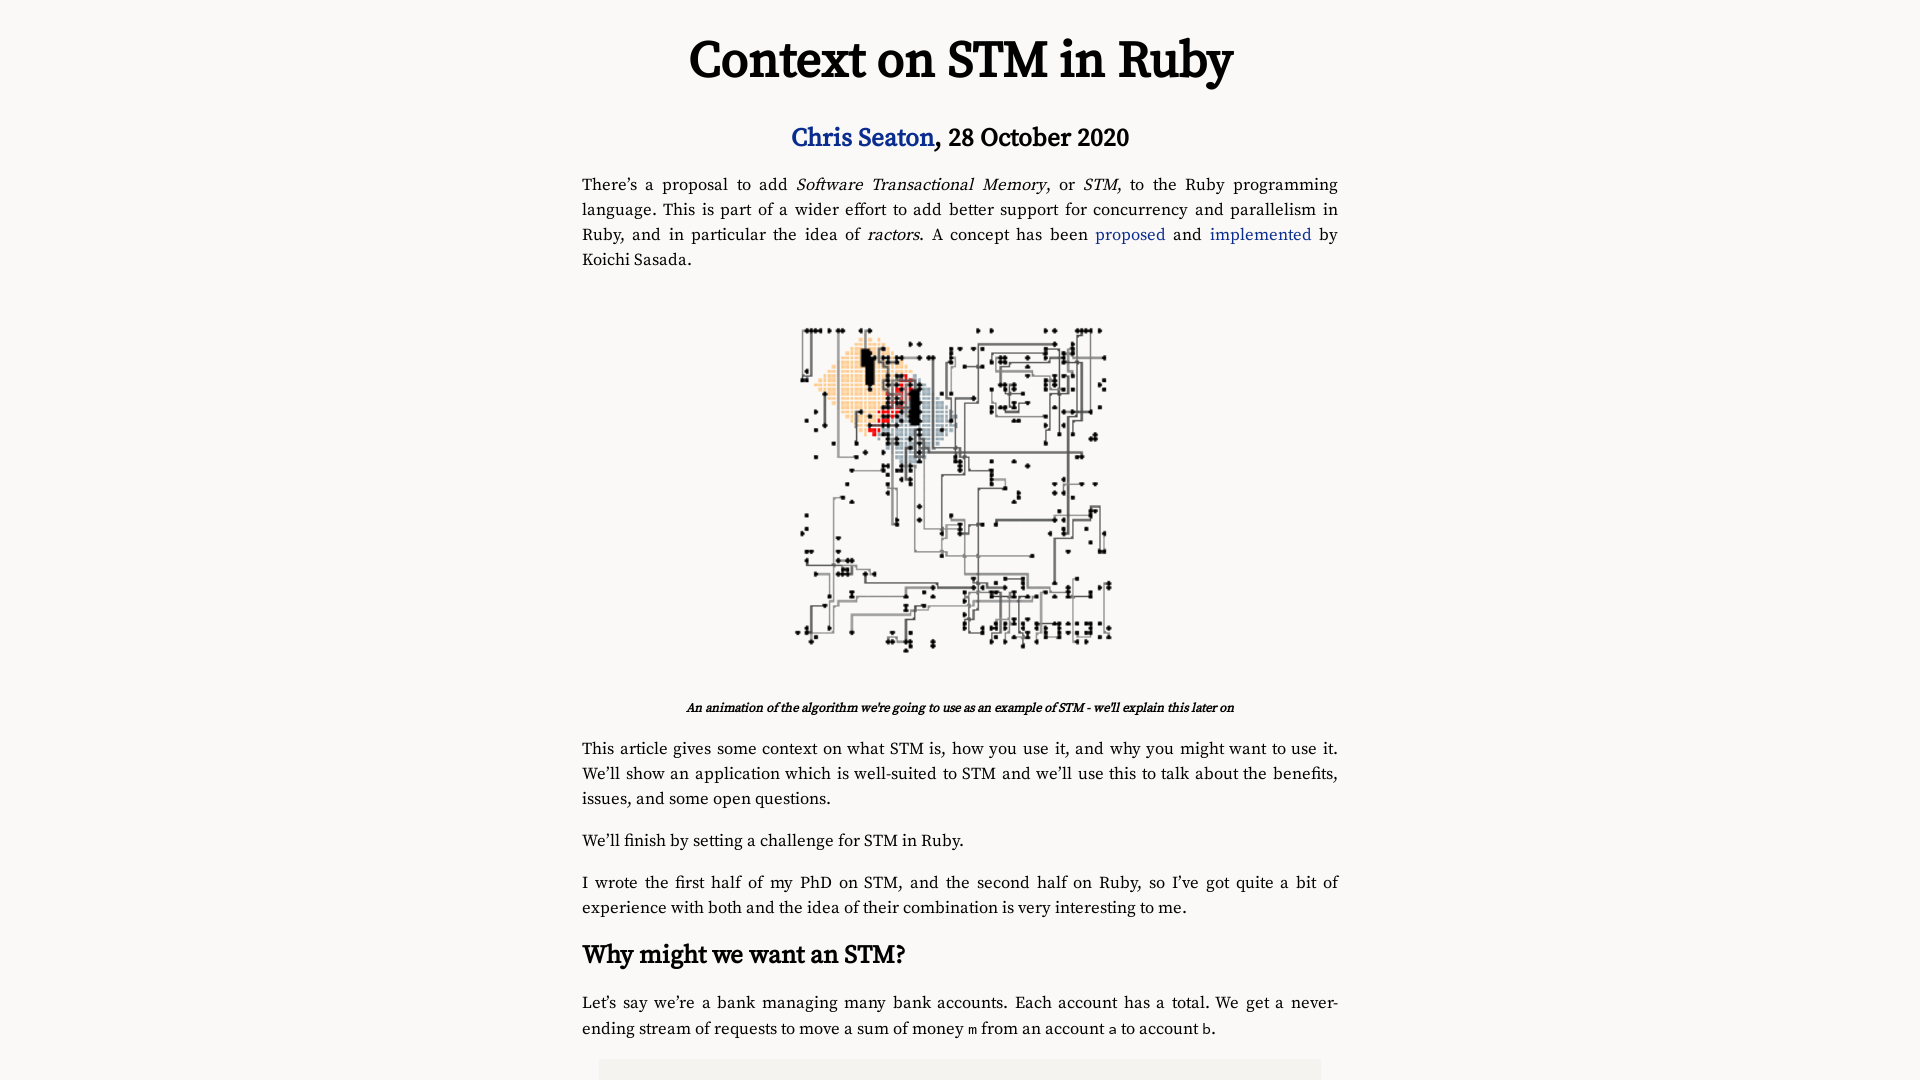 Context on STM in Ruby
Chris Seaton, 28 October 2020
There’s a proposal to add Software Transactional Memory, or STM, to the Ruby programming
language. This is part of a wider effort to add better support for concurrency and parallelism in
Ruby, and in particular the idea of ractors. A concept has been proposed and implemented by
Koichi Sasada.
An animation of the algorithm we're going to use as an example of STM - we'll explain this later on
This article gives some context on what STM is, how you use it, and why you might want to use it.
We’ll show an application which is well-suited to STM and we’ll use this to talk about the benefits,
issues, and some open questions.
We’ll finish by setting a challenge for STM in Ruby.
I wrote the first half of my PhD on STM, and the second half on Ruby, so I’ve got quite a bit of
experience with both and the idea of their combination is very interesting to me.
Why might we want an STM?
Let’s say we’re a bank managing many bank accounts. Each account has a total. We get a never-
ending stream of requests to move a sum of money m from an account a to account b.